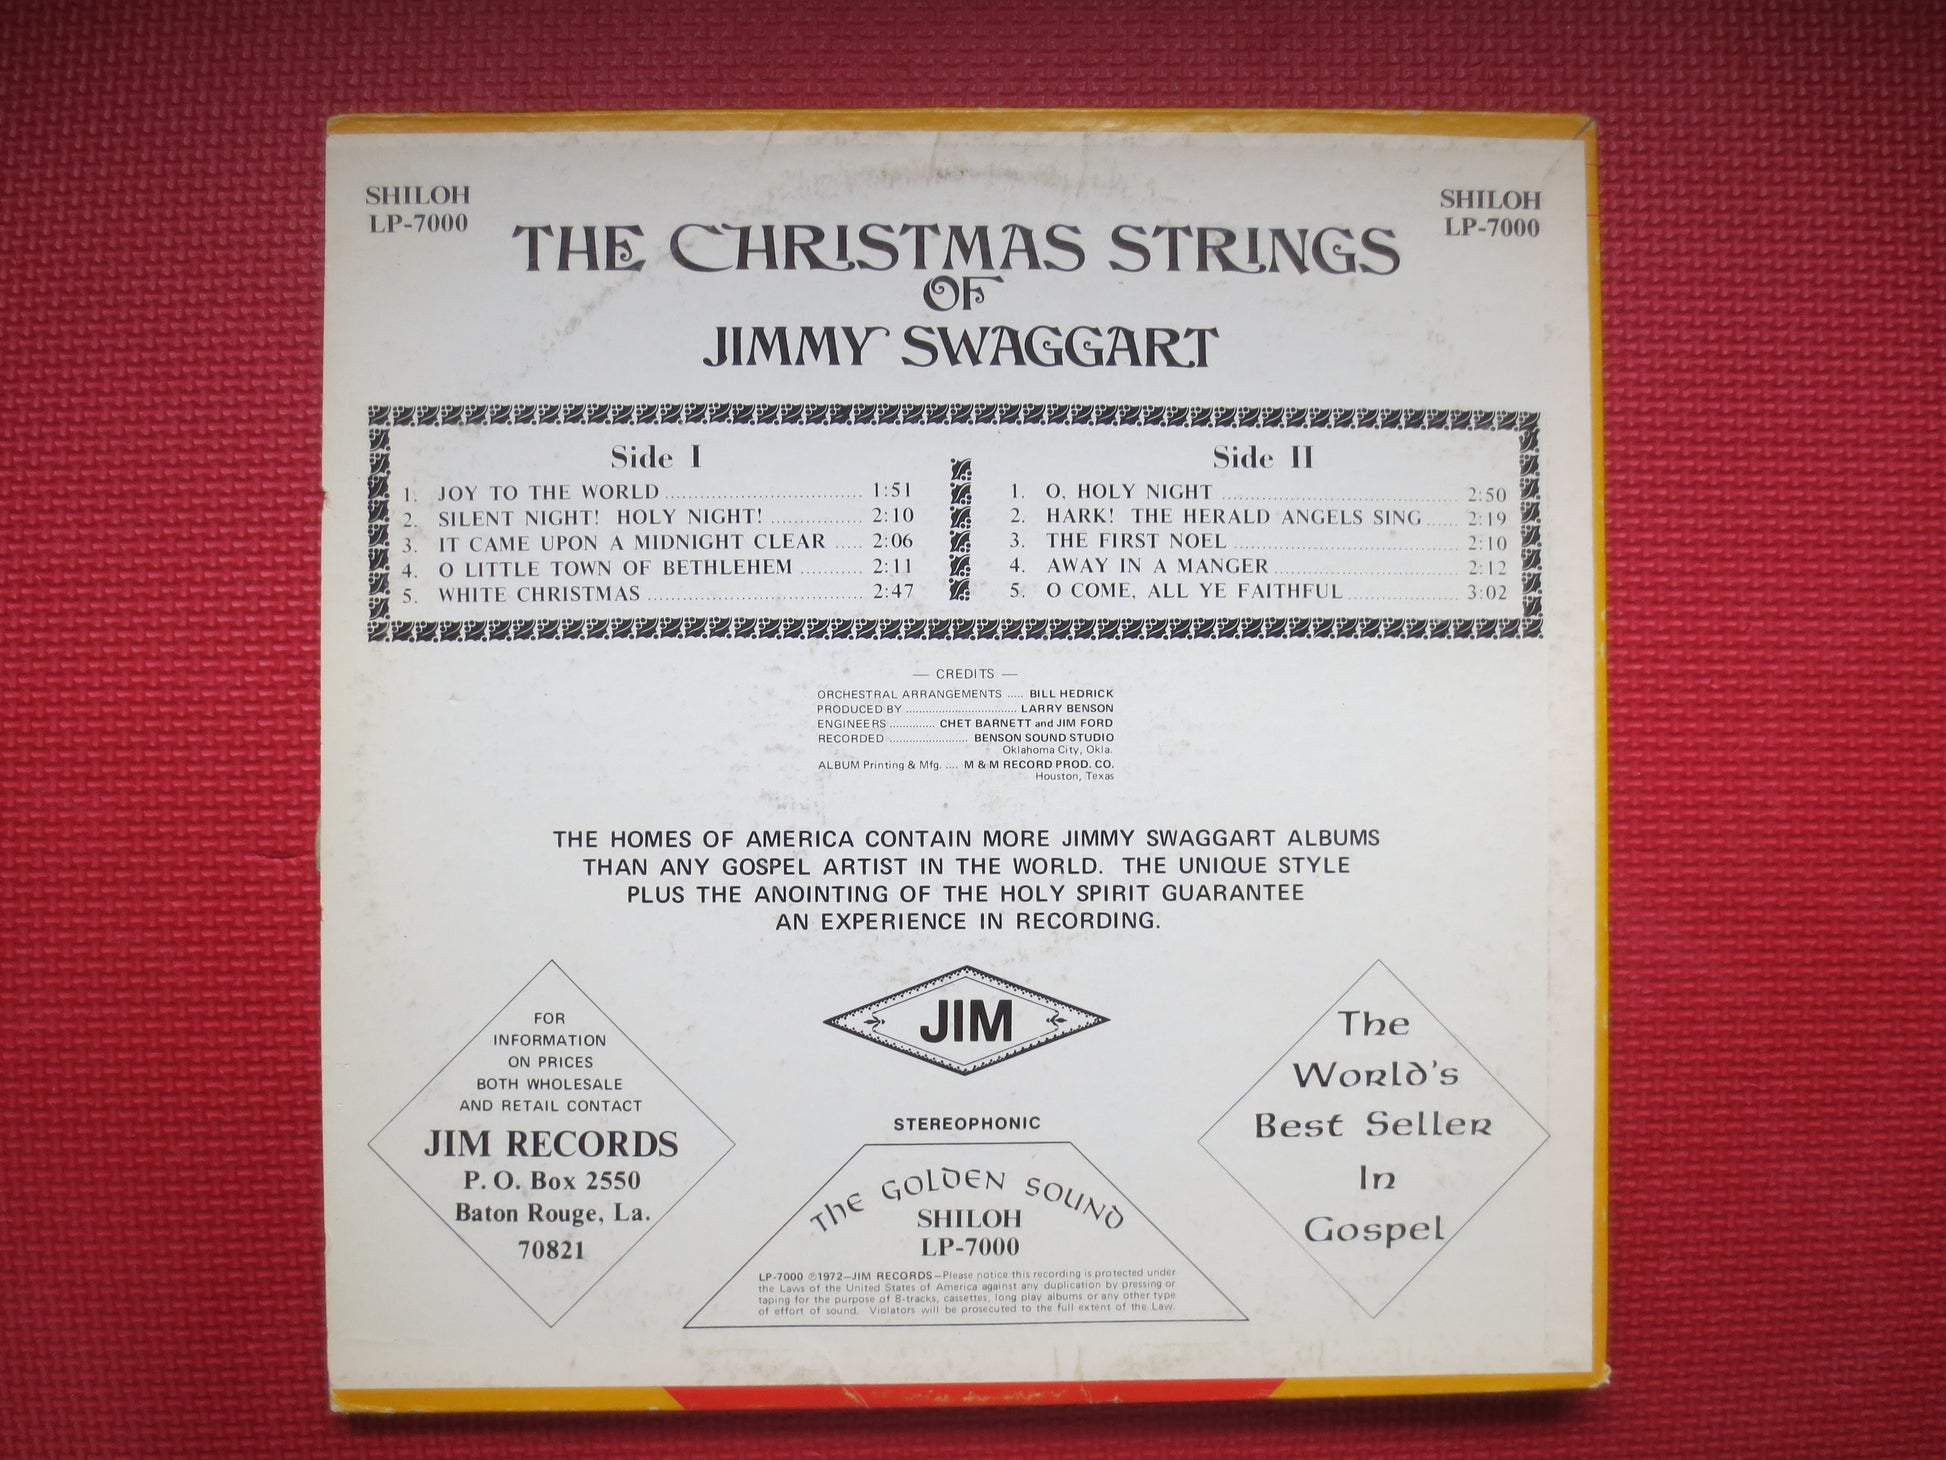 SHILOH
LP-7000
SHILOH
LP-7000
THE CHRISTMAS STRINGS
OF
JIMMY SWAGGART
Side I
1. JOY TO THE WORLD ........ 1:51
2. SILENT NIGHT! HOLY NIGHT! ........ 2:10
3. IT CAME UPON A MIDNIGHT CLEAR ..... 2:06
4. O LITTLE TOWN OF BETHLEHEM ........ 2:11
5. WHITE CHRISTMAS ........ 2:47
Side II
1. O, HOLY NIGHT ........ 2:50
2. HARK! THE HERALD ANGELS SING ..... 2:19
3. THE FIRST NOEL ........ 2:10
4. AWAY IN A MANGER ........ 2:12
5. O COME, ALL YE FAITHFUL ........ 3:02
— CREDITS —
ORCHESTRAL ARRANGEMENTS ..... BILL HEDRICK
PRODUCED BY ........ LARRY BENSON
ENGINEERS ........ CHET BARNETT and JIM FORD
RECORDED ........ BENSON SOUND STUDIO
Oklahoma City, Okla.
ALBUM Printing & Mfg. .... M & M RECORD PROD. CO.
Houston, Texas
THE HOMES OF AMERICA CONTAIN MORE JIMMY SWAGGART ALBUMS
THAN ANY GOSPEL ARTIST IN THE WORLD. THE UNIQUE STYLE
PLUS THE ANOINTING OF THE HOLY SPIRIT GUARANTEE
AN EXPERIENCE IN RECORDING.
FOR
INFORMATION
ON PRICES
BOTH WHOLESALE
AND RETAIL CONTACT
JIM RECORDS
P. O. Box 2550
Baton Rouge, La.
70821
JIM
STEREOPHONIC
The GOLDEN SOUND
SHILOH
LP-7000
LP-7000 ℗1972—JIM RECORDS—Please notice this recording is protected under
the Laws of the United States of America against any duplication by pressing or
taping for the purpose of 8-tracks, cassettes, long play albums or any other type
of effort of sound. Violators will be prosecuted to the full extent of the Law.
The
World's
Best Seller
In
Gospel